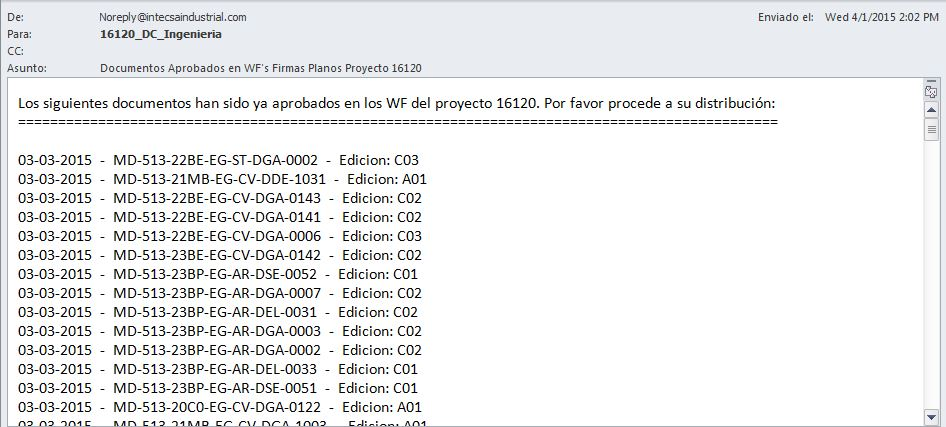 De: Noreply@intecsaindustrial.com Enviado el: Wed 4/1/2015 2:02 PM
Para: 16120_DC_Ingenieria
CC:
Asunto: Documentos Aprobados en WF's Firmas Planos Proyecto 16120
Los siguientes documentos han sido ya aprobados en los WF del proyecto 16120. Por favor procede a su distribución:
==================================================================================
03-03-2015 - MD-513-22BE-EG-ST-DGA-0002 - Edicion: C03
03-03-2015 - MD-513-21MB-EG-CV-DDE-1031 - Edicion: A01
03-03-2015 - MD-513-22BE-EG-CV-DGA-0143 - Edicion: C02
03-03-2015 - MD-513-22BE-EG-CV-DGA-0141 - Edicion: C02
03-03-2015 - MD-513-22BE-EG-CV-DGA-0006 - Edicion: C03
03-03-2015 - MD-513-23BE-EG-CV-DGA-0142 - Edicion: C02
03-03-2015 - MD-513-23BP-EG-AR-DSE-0052 - Edicion: C01
03-03-2015 - MD-513-23BP-EG-AR-DGA-0007 - Edicion: C02
03-03-2015 - MD-513-23BP-EG-AR-DEL-0031 - Edicion: C02
03-03-2015 - MD-513-23BP-EG-AR-DGA-0003 - Edicion: C02
03-03-2015 - MD-513-23BP-EG-AR-DGA-0002 - Edicion: C02
03-03-2015 - MD-513-23BP-EG-AR-DEL-0033 - Edicion: C01
03-03-2015 - MD-513-23BP-EG-AR-DSE-0051 - Edicion: C01
03-03-2015 - MD-513-20C0-EG-CV-DGA-0122 - Edicion: A01
03-03-2015 - MD-513-21MB-EG-CV-DGA-1003 - Edicion: A01